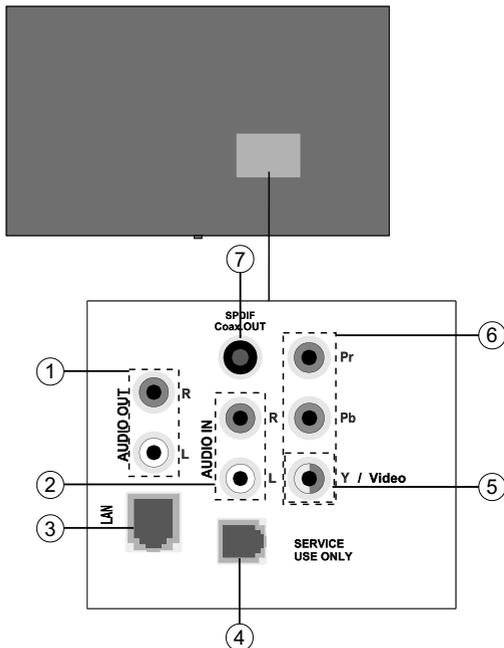 7
SPDIF
Coax.OUT
6
1
Pr
AUDIO OUT
R
AUDIO IN
R
Pb
L
2
L
Y / Video
5
3
LAN
SERVICE
USE ONLY
4